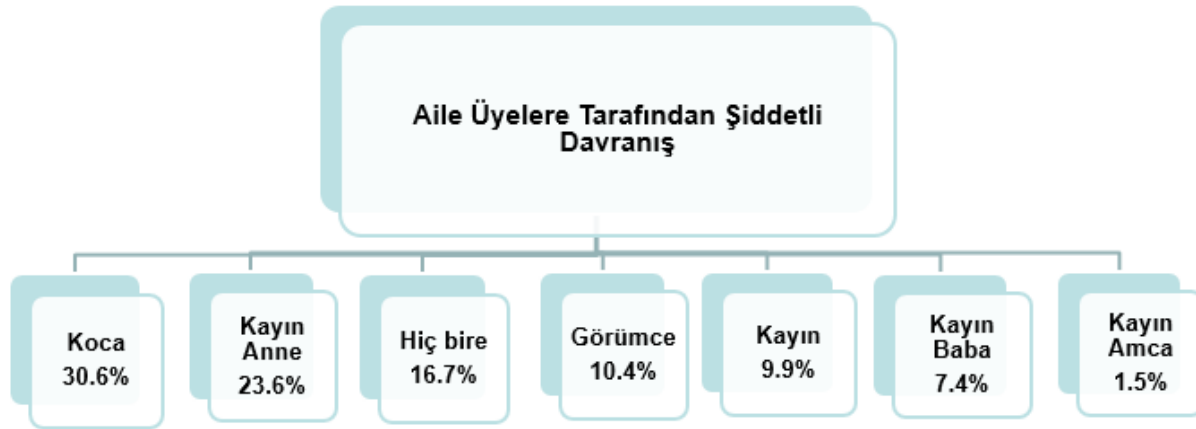 Aile Üyelere Tarafından Şiddetli
Davranış
Koca
30.6%
Kayın
Anne
23.6%
Hiç bire
16.7%
Görümce
10.4%
Kayın
9.9%
Kayın
Baba
7.4%
Kayın
Amca
1.5%